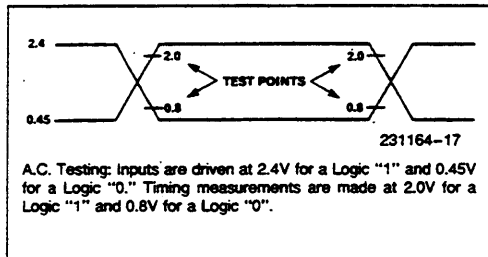 2.4
2.0
2.0
TEST POINTS
0.8
0.8
0.45
231164-17
A.C. Testing: Inputs are driven at 2.4V for a Logic "1" and 0.45V
for a Logic "0." Timing measurements are made at 2.0V for a
Logic "1" and 0.8V for a Logic "0".